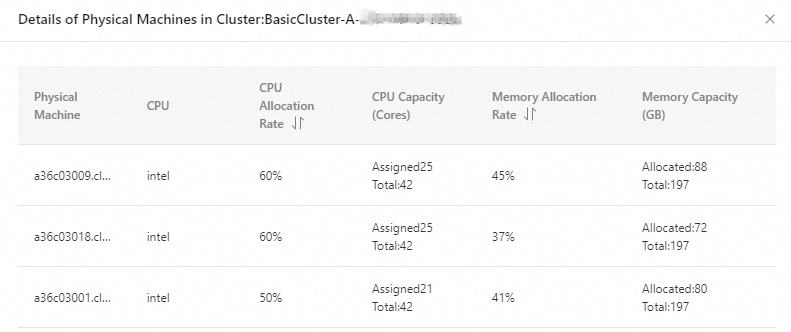 Details of Physical Machines in Cluster:BasicCluster-A-
Physical Machine
CPU
CPU Allocation Rate
CPU Capacity (Cores)
Memory Allocation Rate
Memory Capacity (GB)
a36c03009.cl...
intel
60%
Assigned25
Total:42
45%
Allocated:88
Total:197
a36c03018.cl...
intel
60%
Assigned25
Total:42
37%
Allocated:72
Total:197
a36c03001.cl...
intel
50%
Assigned21
Total:42
41%
Allocated:80
Total:197